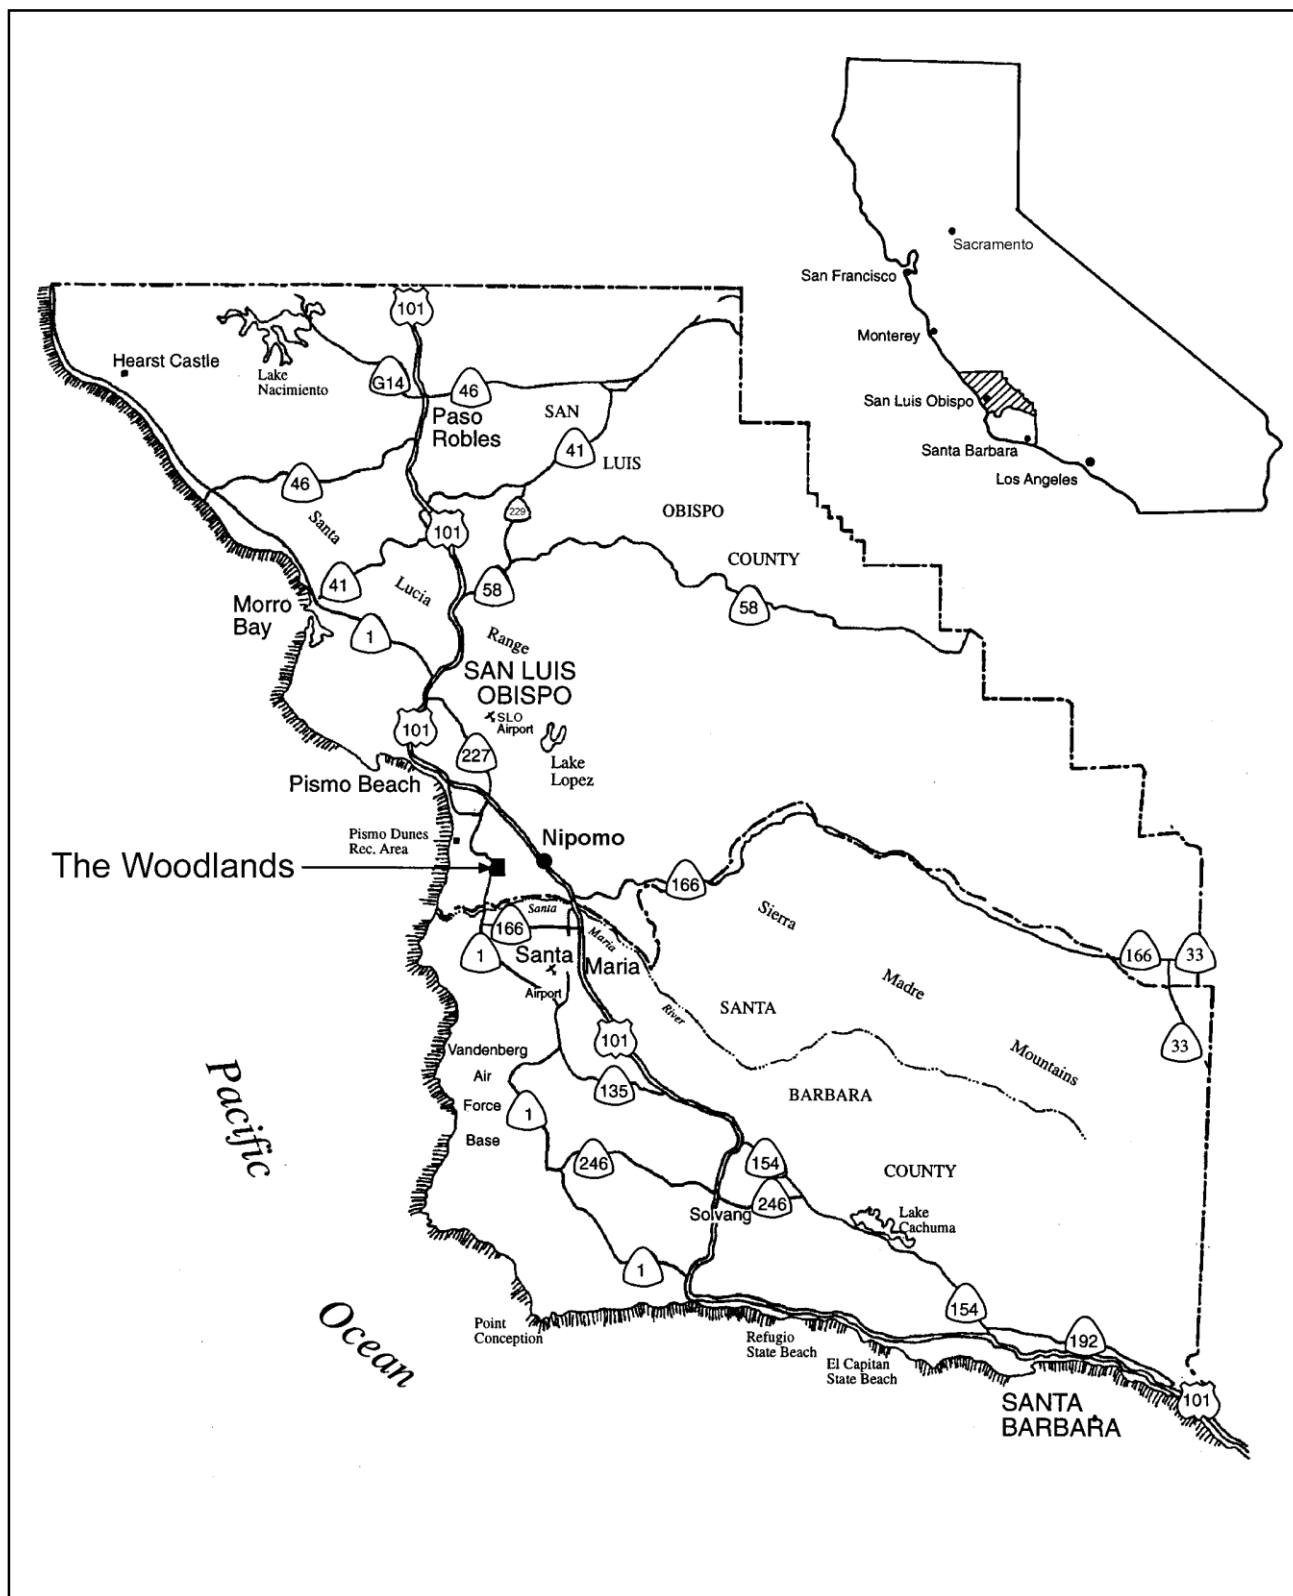 Sacramento
San Francisco
Monterey
San Luis Obispo
Santa Barbara
Los Angeles
101
Hearst Castle
Lake
Nacimiento
G14
46
Paso
Robles
SAN
41
LUIS
46
229
Santa
OBISPO
101
COUNTY
41
Lucia
58
58
Morro
Bay
1
Range
SAN LUIS
OBISPO
SLO
Airport
101
227
Lake
Lopez
Pismo Beach
Pismo Dunes
Rec. Area
Nipomo
The Woodlands
166
Santa
Sierra
166
Maria
1
Santa
Maria
166
33
Airport
Madre
SANTA
River
101
33
Vandenberg
Air
Force
Base
Mountains
Pacific
135
BARBARA
1
246
154
COUNTY
246
Solvang
Lake
Cachuma
1
154
Ocean
Point
Conception
Refugio
State Beach
192
El Capitan
State Beach
101
SANTA
BARBARA